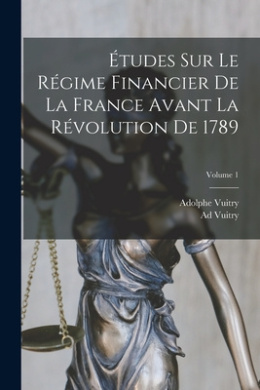 Études Sur Le
Régime Financier De
La France Avant La
Révolution De 1789
Volume 1
Adolphe Vuitry
Ad Vuitry